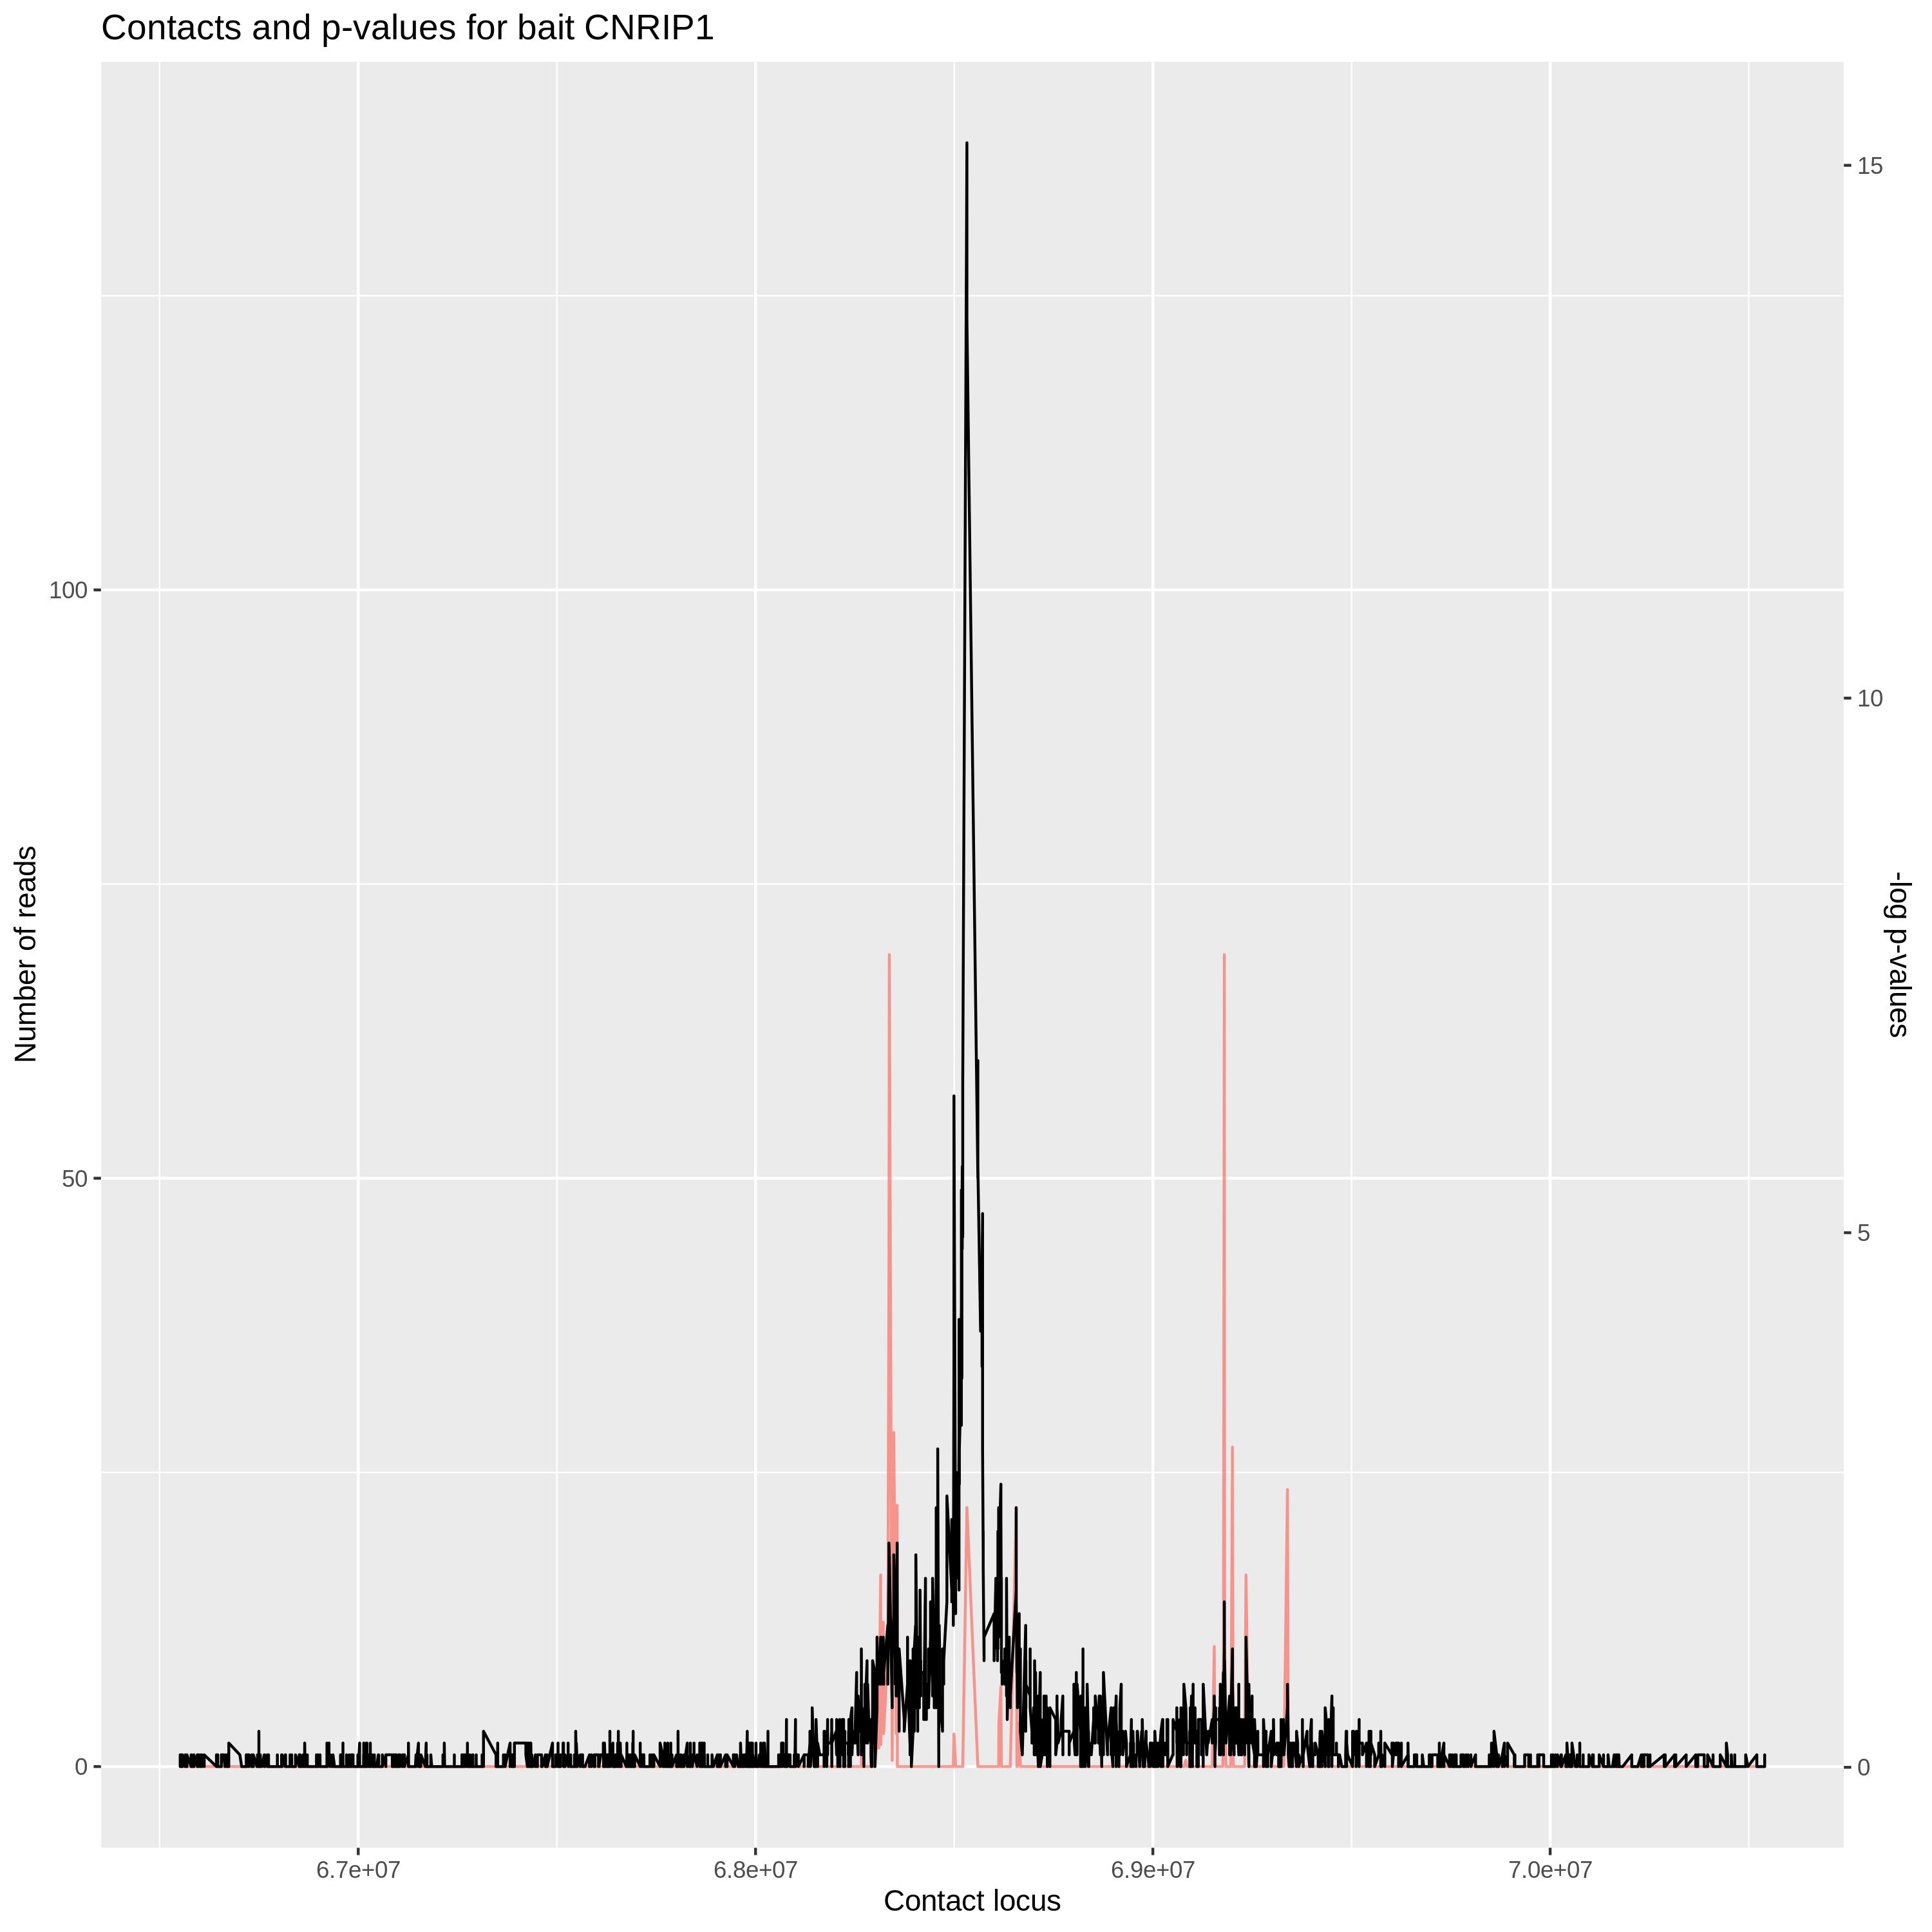 Contacts and p-values for bait CNRIP1
Number of reads
100
50
0
15
10
5
0
-log p-values
6.7e+07
6.8e+07
6.9e+07
7.0e+07
Contact locus